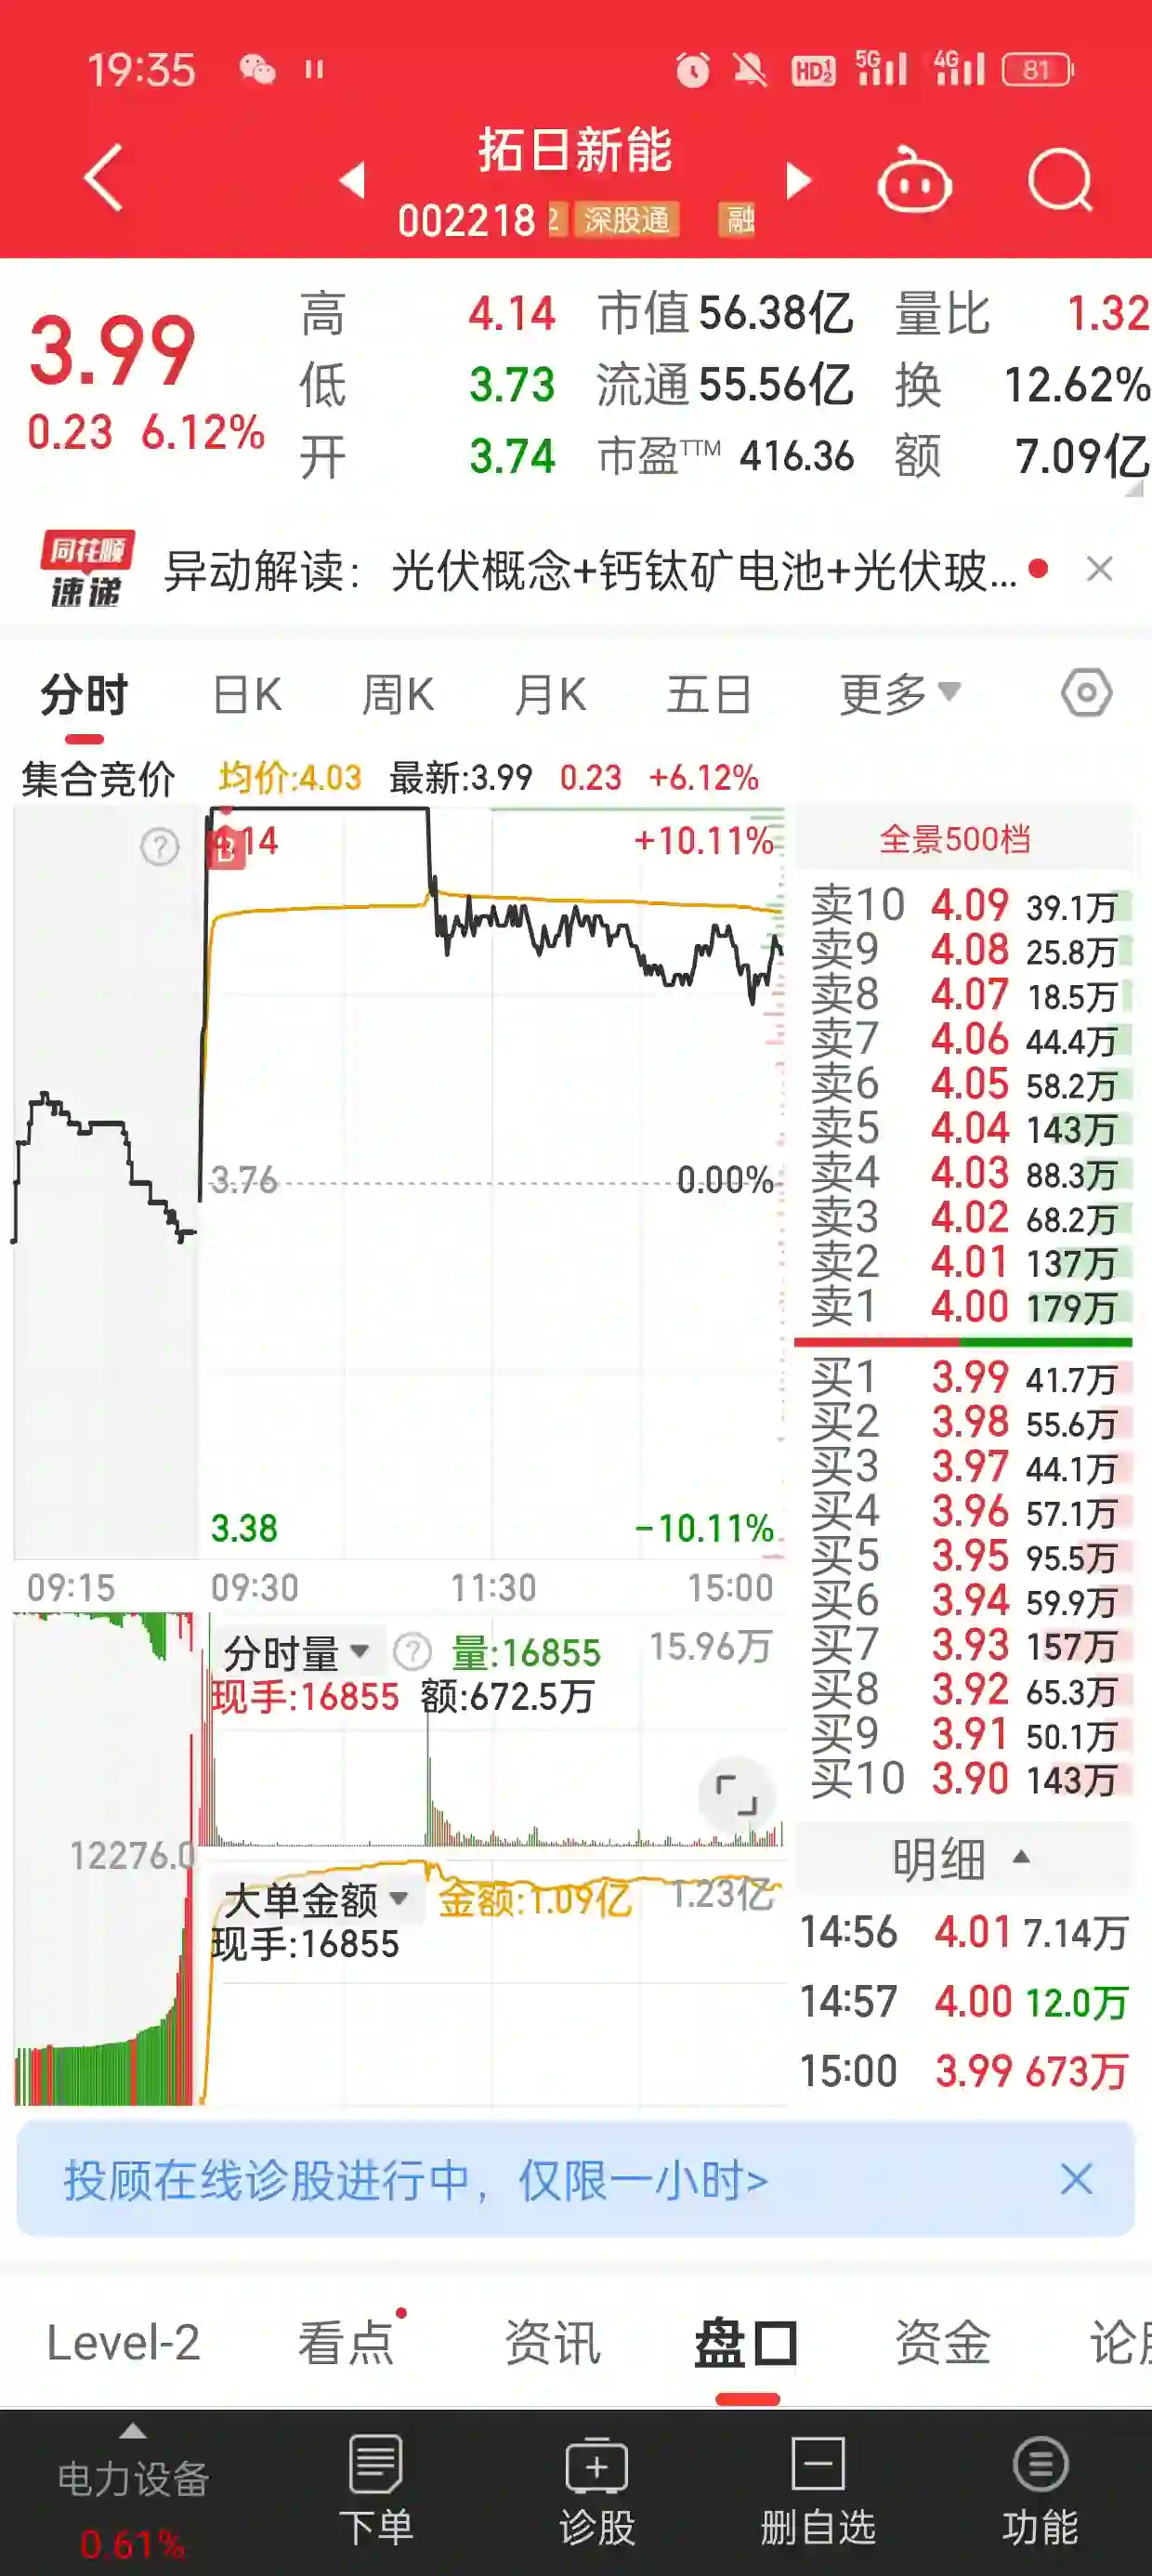 19:35 HD 1 2 5G 4G 81
拓日新能
002218 2 深股通 融
3.99
0.23 6.12%
高 4.14 市值 56.38亿 量比 1.32
低 3.73 流通 55.56亿 换 12.62%
开 3.74 市盈TTM 416.36 额 7.09亿
同花顺
速递
异动解读：光伏概念+钙钛矿电池+光伏玻...
分时 日K 周K 月K 五日 更多
集合竞价 均价:4.03 最新:3.99 0.23 +6.12%
? 4.14 B +10.11%
3.76 0.00%
3.38 -10.11%
09:15 09:30 11:30 15:00
分时量 ? 量:16855 15.96万
现手:16855 额:672.5万
12276.0
大单金额 金额:1.09亿 1.23亿
现手:16855
全景500档
卖10 4.09 39.1万
卖9 4.08 25.8万
卖8 4.07 18.5万
卖7 4.06 44.4万
卖6 4.05 58.2万
卖5 4.04 143万
卖4 4.03 88.3万
卖3 4.02 68.2万
卖2 4.01 137万
卖1 4.00 179万
买1 3.99 41.7万
买2 3.98 55.6万
买3 3.97 44.1万
买4 3.96 57.1万
买5 3.95 95.5万
买6 3.94 59.9万
买7 3.93 157万
买8 3.92 65.3万
买9 3.91 50.1万
买10 3.90 143万
明细
14:56 4.01 7.14万
14:57 4.00 12.0万
15:00 3.99 673万
投顾在线诊股进行中，仅限一小时>
Level-2 看点 资讯 盘口 资金 论股
电力设备
0.61%
下单 诊股 删自选 功能